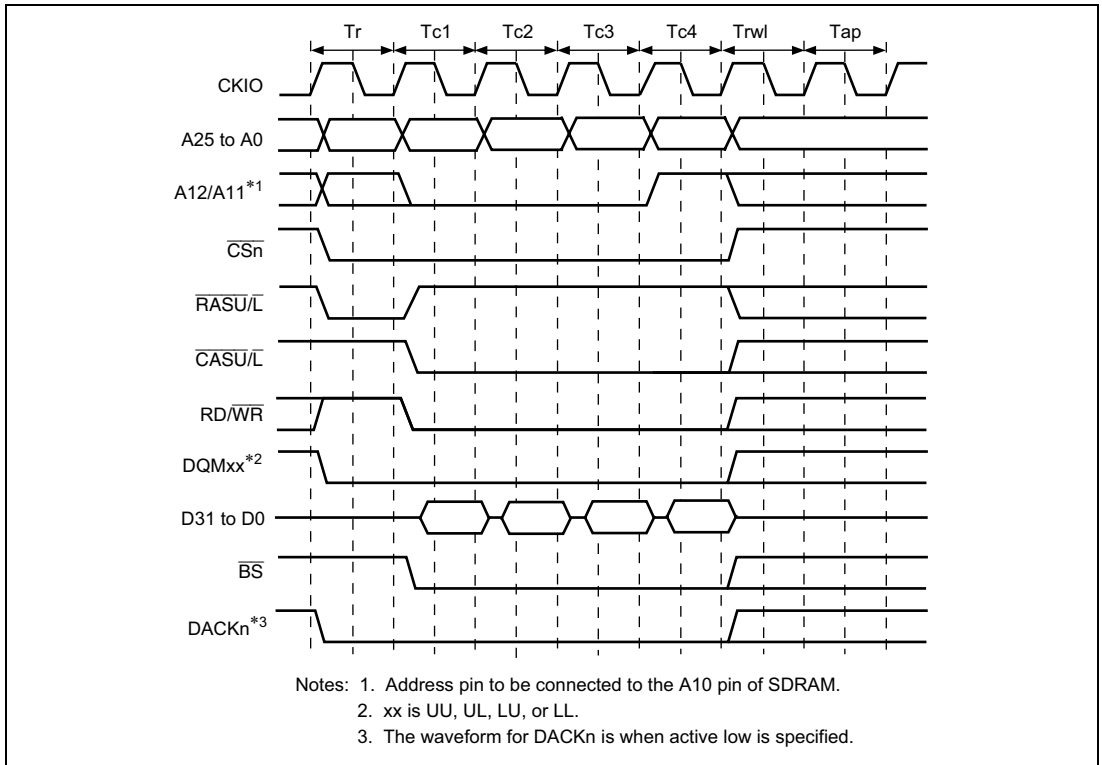 Tr Tc1 Tc2 Tc3 Tc4 Trwl Tap
CKIO
A25 to A0
A12/A11*1
CSn
RASU/L
CASU/L
RD/WR
DQMxx*2
D31 to D0
BS
DACKn*3
Notes: 1. Address pin to be connected to the A10 pin of SDRAM.
2. xx is UU, UL, LU, or LL.
3. The waveform for DACKn is when active low is specified.